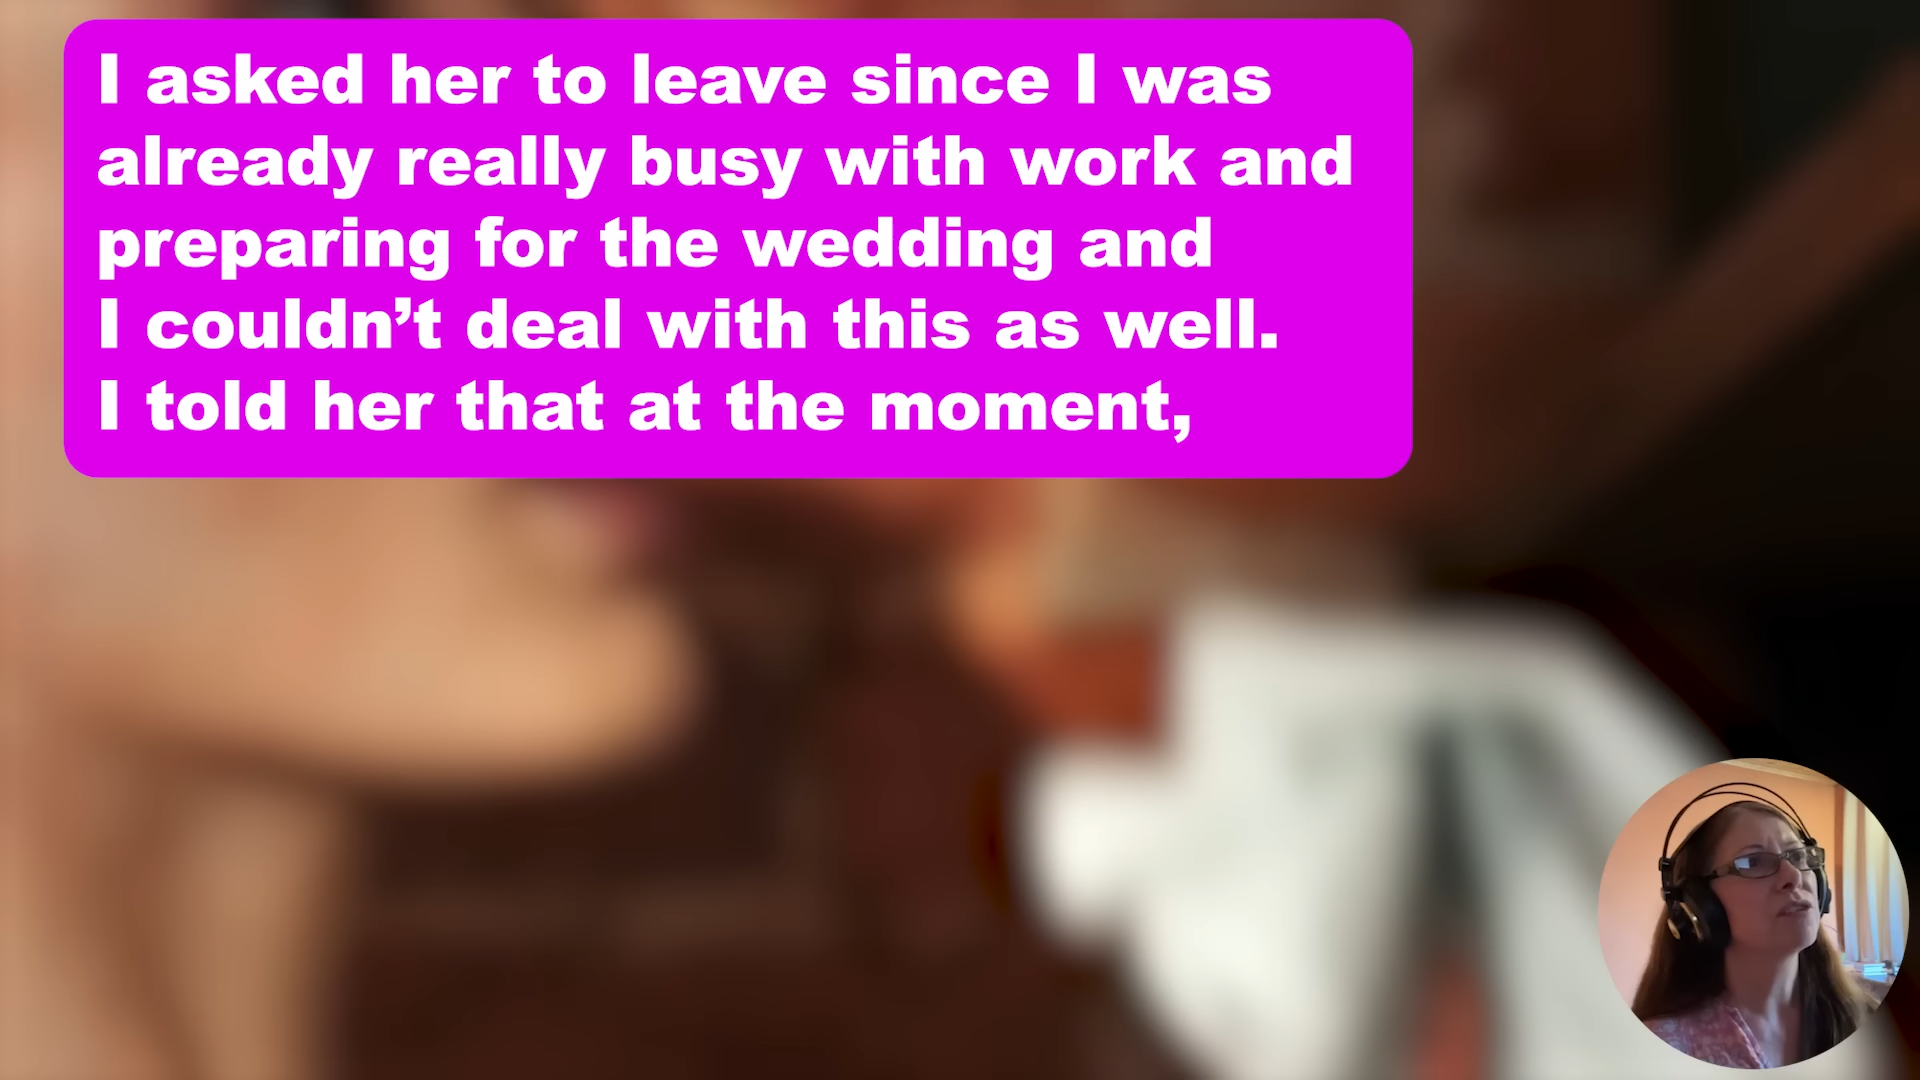 I asked her to leave since I was
already really busy with work and
preparing for the wedding and
I couldn’t deal with this as well.
I told her that at the moment,